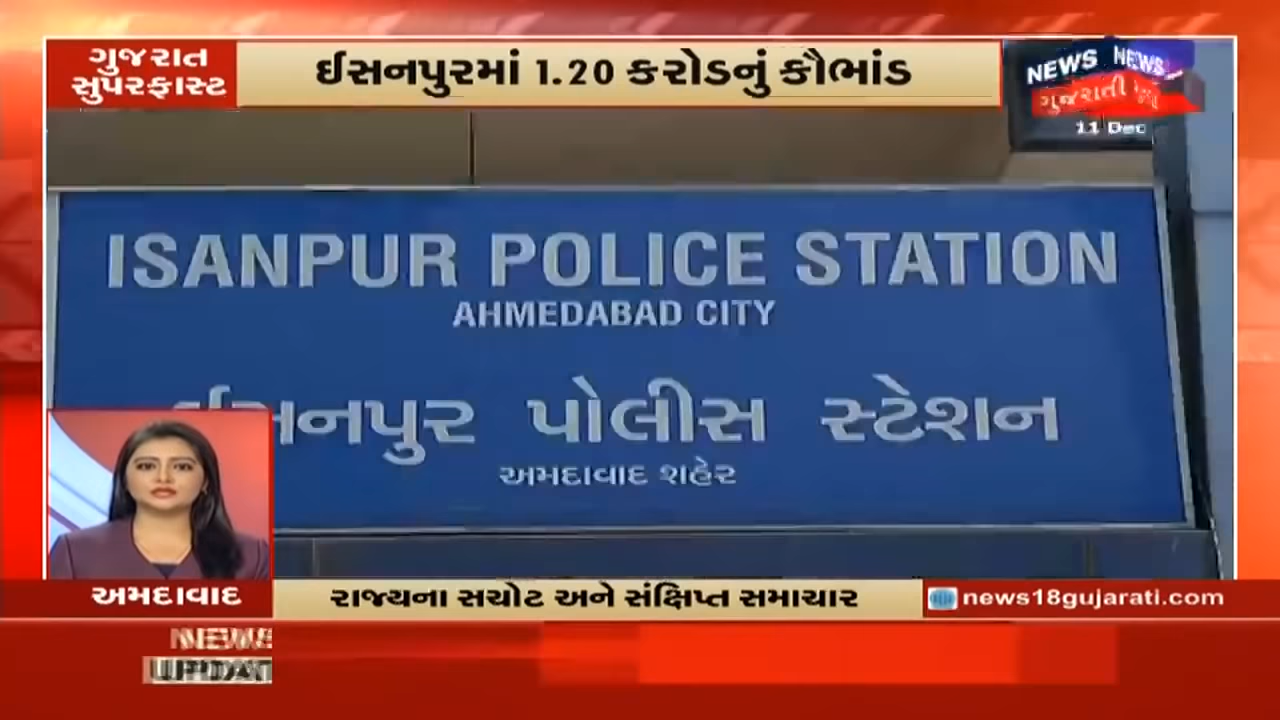 ગુજરાત
સુપરફાસ્ટ
ઈસનપુરમાં 1.20 કરોડનું કૌભાંડ
NEWS NEWS
ગુજરાતી
11 Dec
ISANPUR POLICE STATION
AHMEDABAD CITY
ઈસનપુર પોલીસ સ્ટેશન
અમદાવાદ શહેર
અમદાવાદ
રાજ્યના સચોટ અને સંક્ષિપ્ત સમાચાર
news18gujarati.com
NEWS
UPDAT